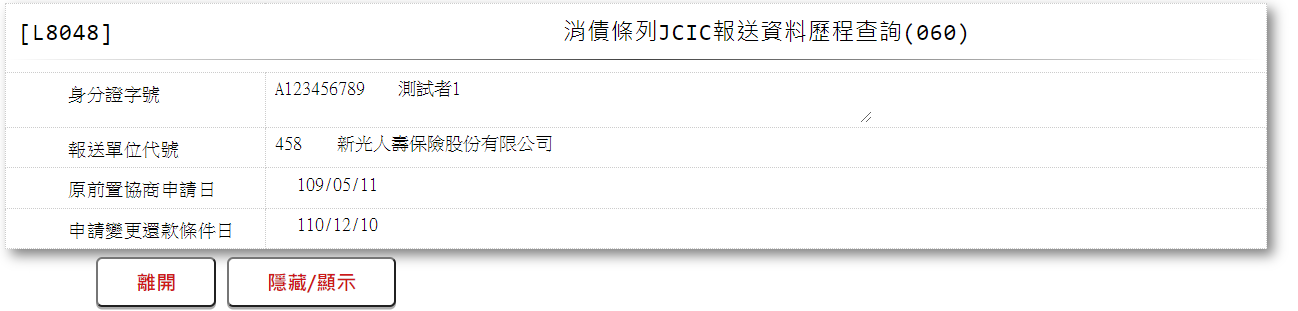 [L8048] 消債條列JCIC報送資料歷程查詢(060)
身分證字號 A123456789 測試者1
報送單位代號 458 新光人壽保險股份有限公司
原前置協商申請日 109/05/11
申請變更還款條件日 110/12/10
離開 隱藏/顯示